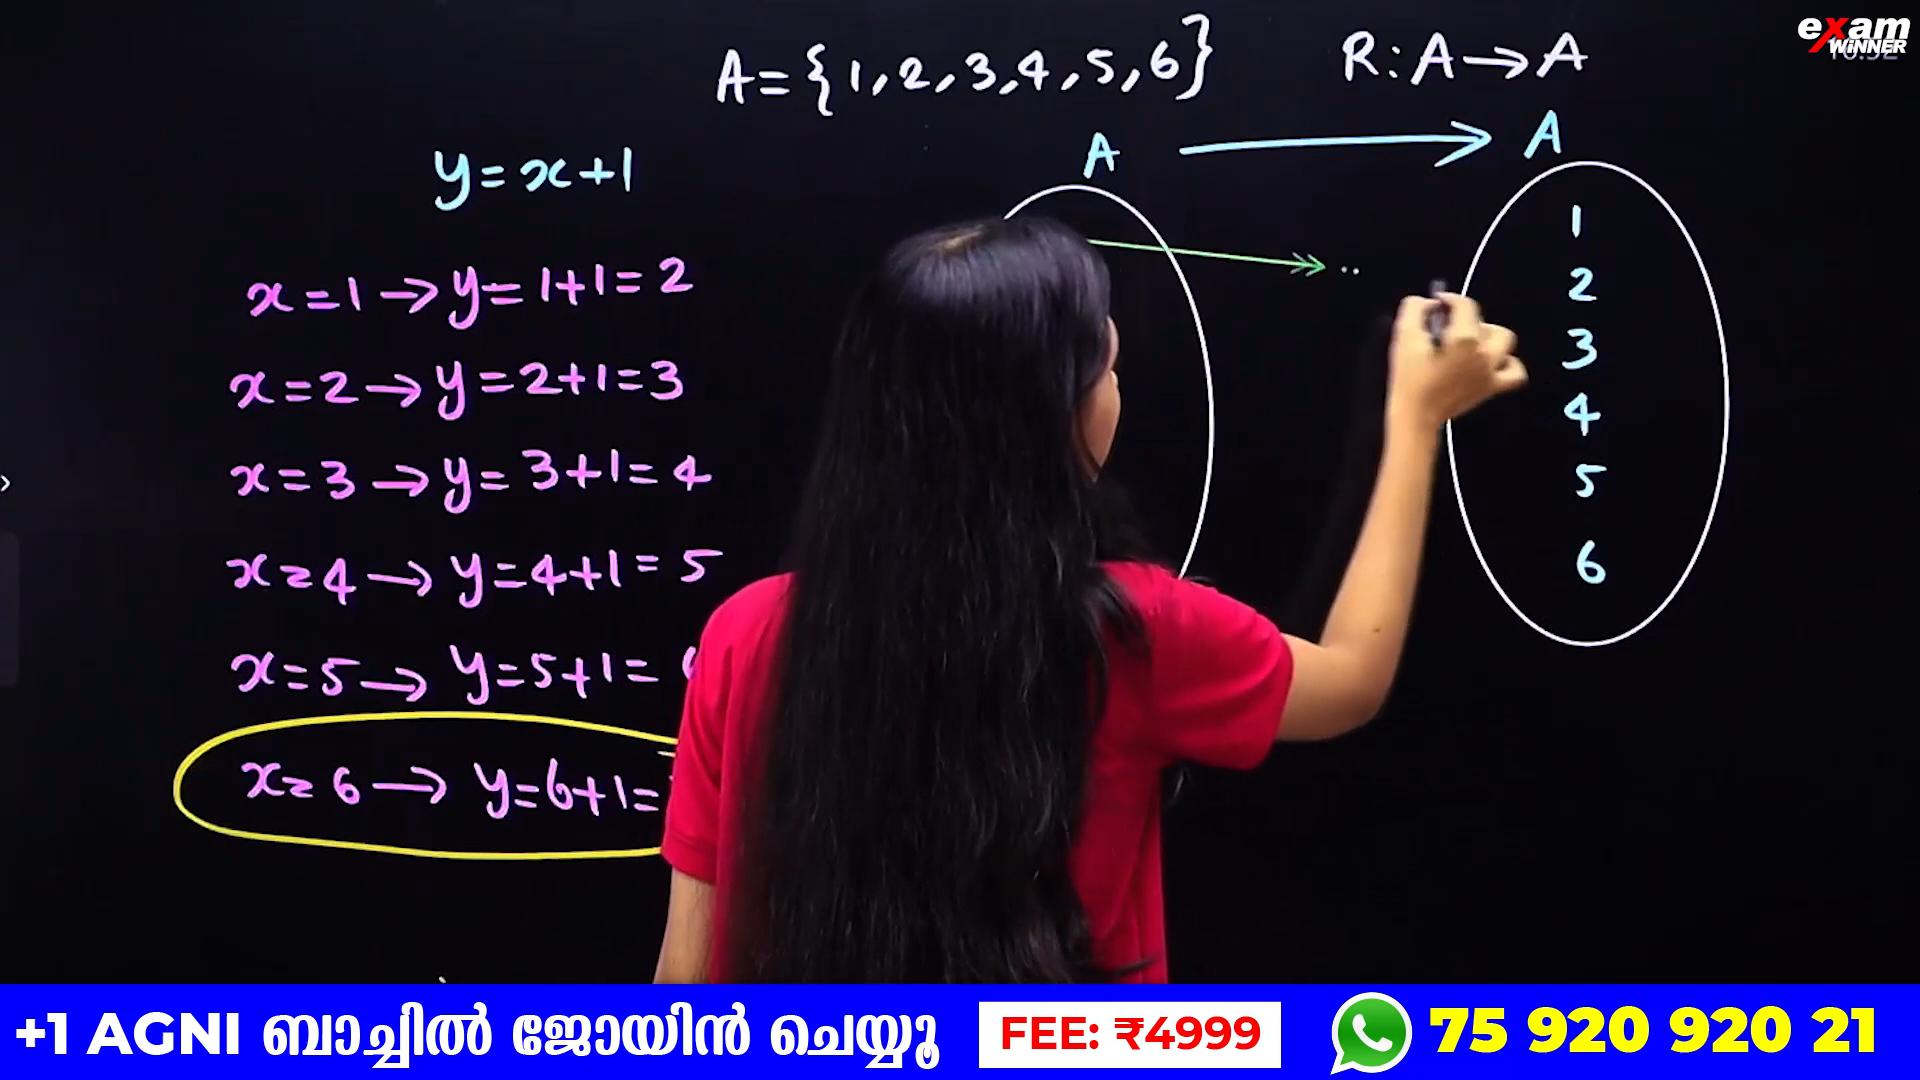 exam
WINNER
A={1,2,3,4,5,6}
R:A→A
A → A
y=x+1
x=1→y=1+1=2
x=2→y=2+1=3
x=3→y=3+1=4
x=4→y=4+1=5
x=5→y=5+1=
x=6→y=6+1=
1
2
3
4
5
6
+1 AGNI ബാച്ചിൽ ജോയിൻ ചെയ്യൂ
FEE: ₹4999
75 920 920 21